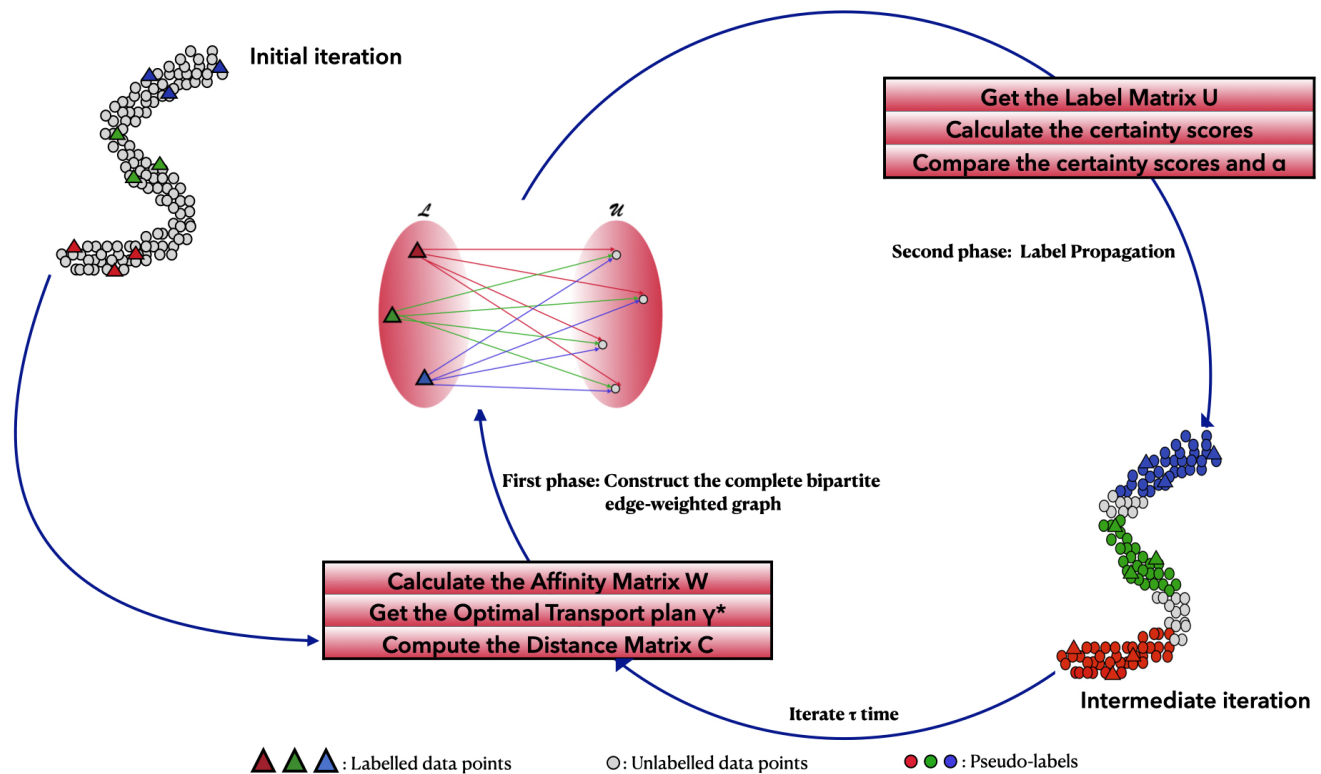 Initial iteration
Get the Label Matrix U
Calculate the certainty scores
Compare the certainty scores and α
ℒ
𝒰
Second phase: Label Propagation
First phase: Construct the complete bipartite
edge-weighted graph
Calculate the Affinity Matrix W
Get the Optimal Transport plan γ*
Compute the Distance Matrix C
Intermediate iteration
Iterate τ time
: Labelled data points
: Unlabelled data points
: Pseudo-labels